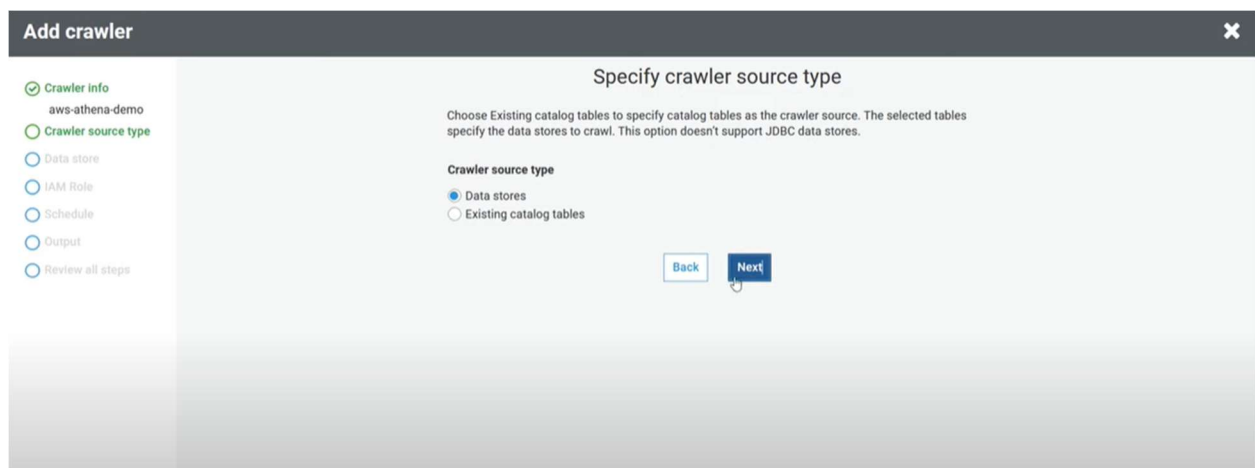 Add crawler
Crawler info
aws-athena-demo
Crawler source type
Data store
IAM Role
Schedule
Output
Review all steps
Specify crawler source type
Choose Existing catalog tables to specify catalog tables as the crawler source. The selected tables
specify the data stores to crawl. This option doesn't support JDBC data stores.
Crawler source type
Data stores
Existing catalog tables
Back Next